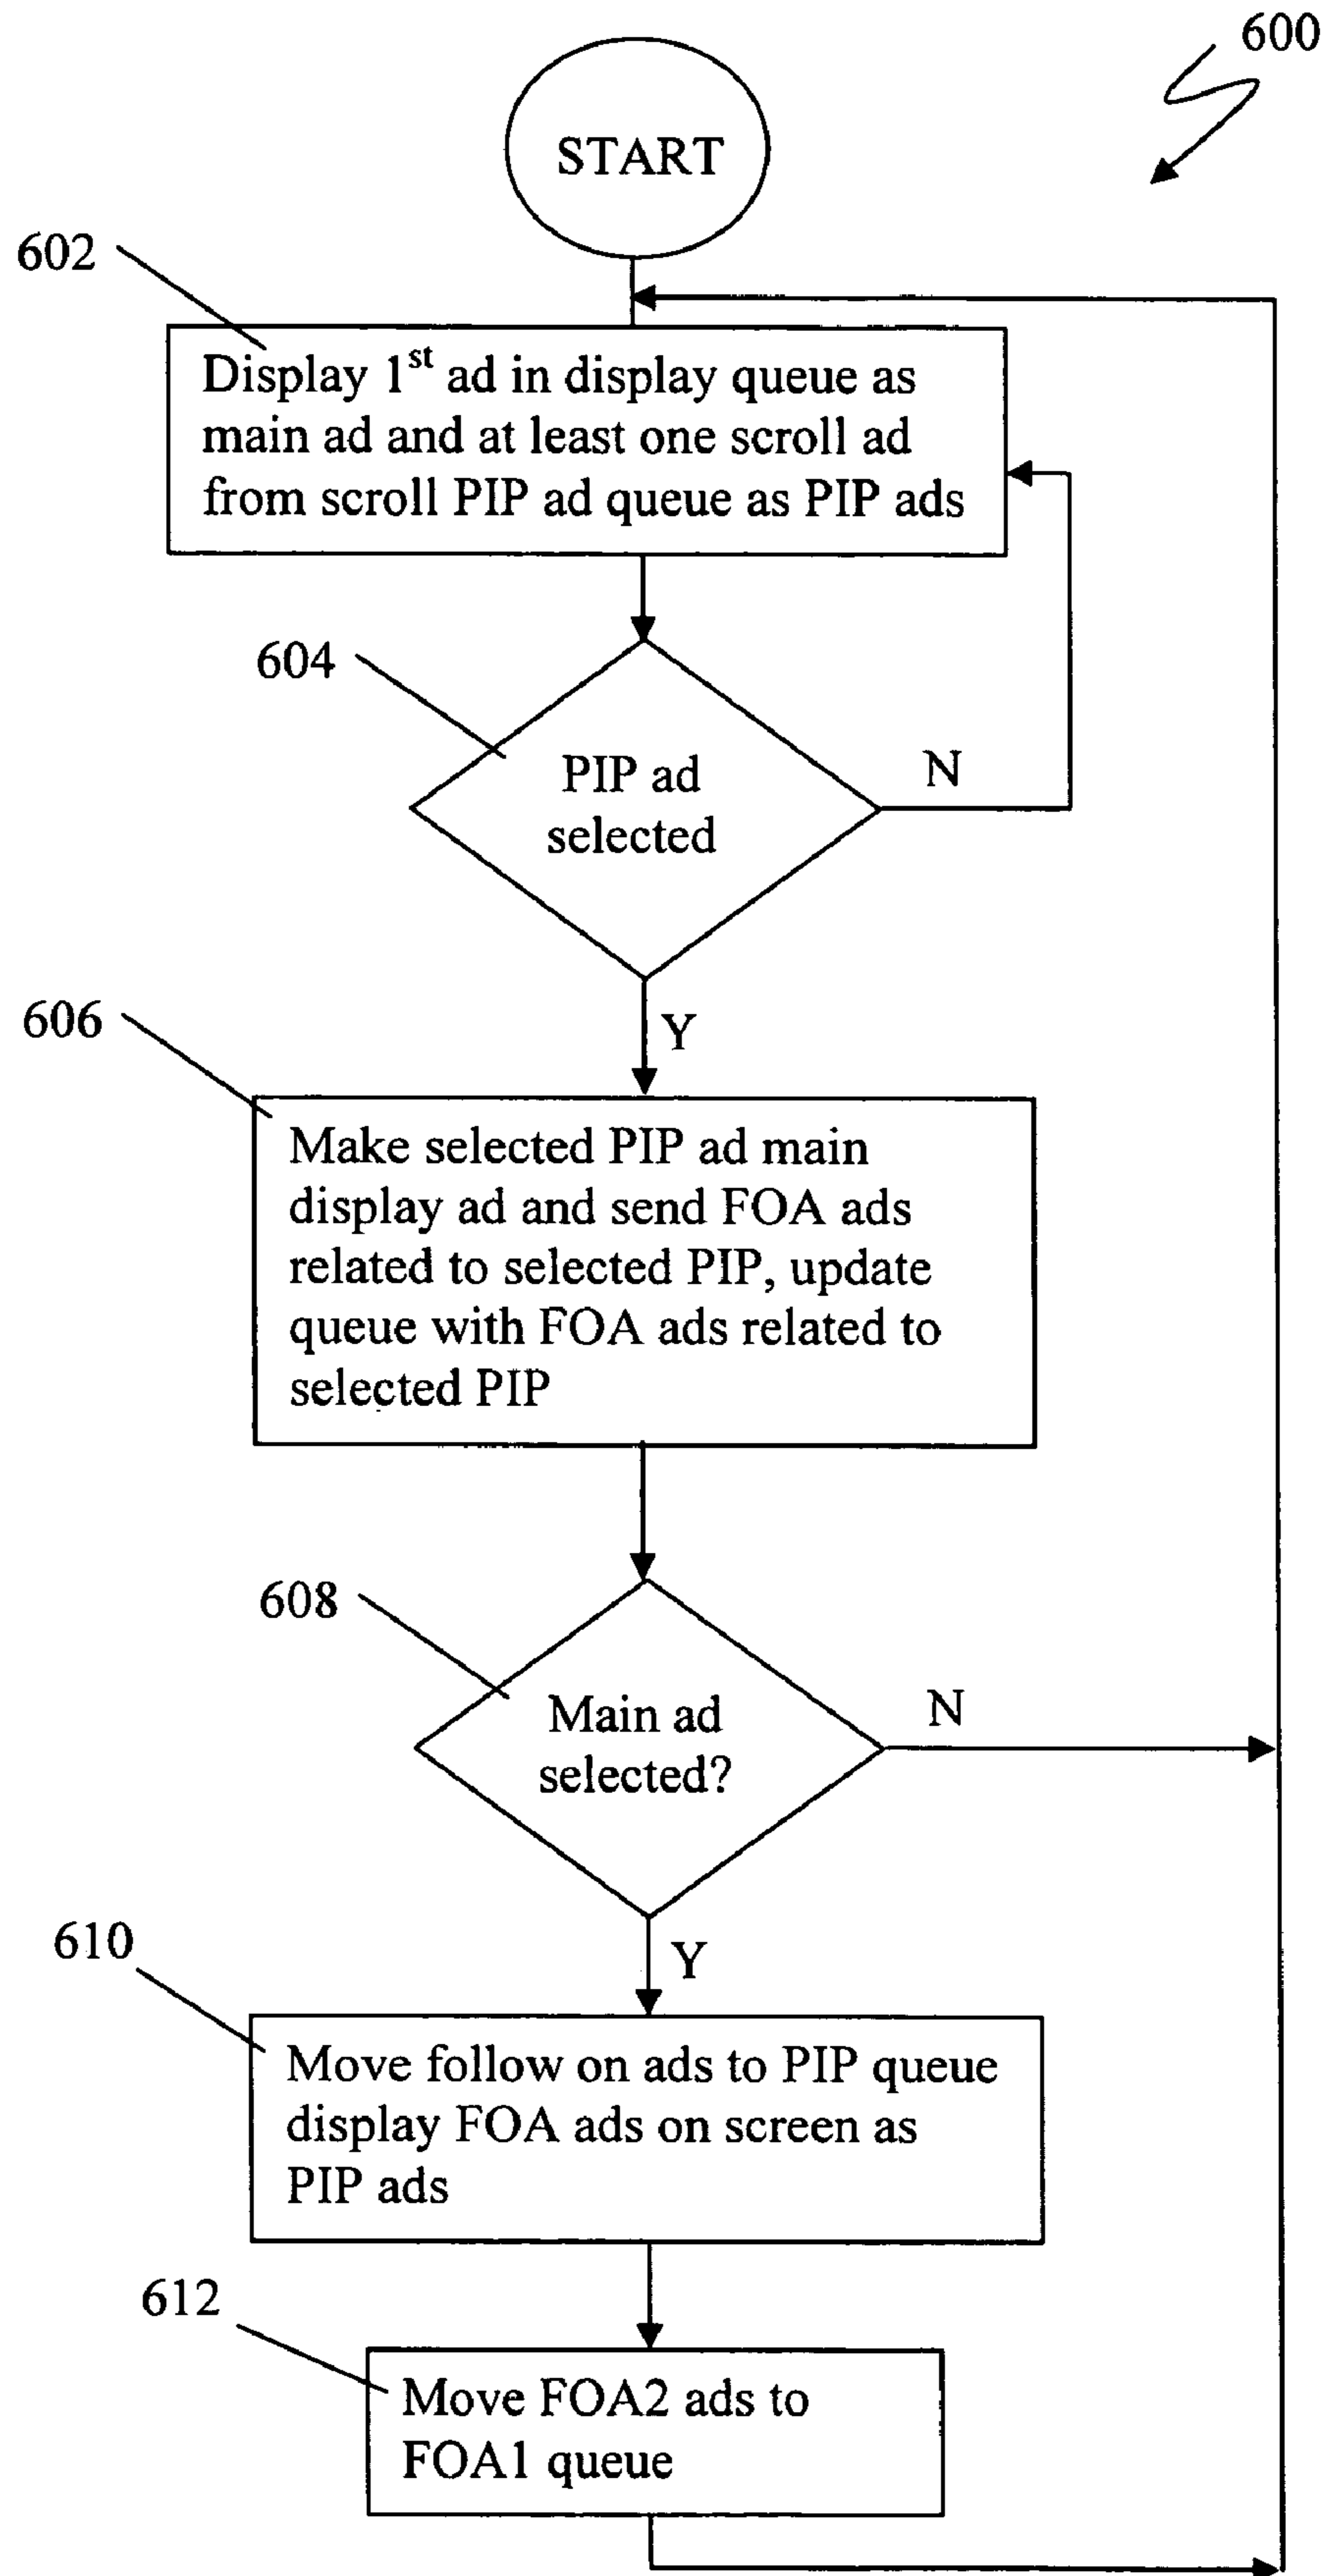 600
START
602
Display 1st ad in display queue as
main ad and at least one scroll ad
from scroll PIP ad queue as PIP ads
604
PIP ad
selected
N
Y
606
Make selected PIP ad main
display ad and send FOA ads
related to selected PIP, update
queue with FOA ads related to
selected PIP
608
Main ad
selected?
N
Y
610
Move follow on ads to PIP queue
display FOA ads on screen as
PIP ads
612
Move FOA2 ads to
FOA1 queue